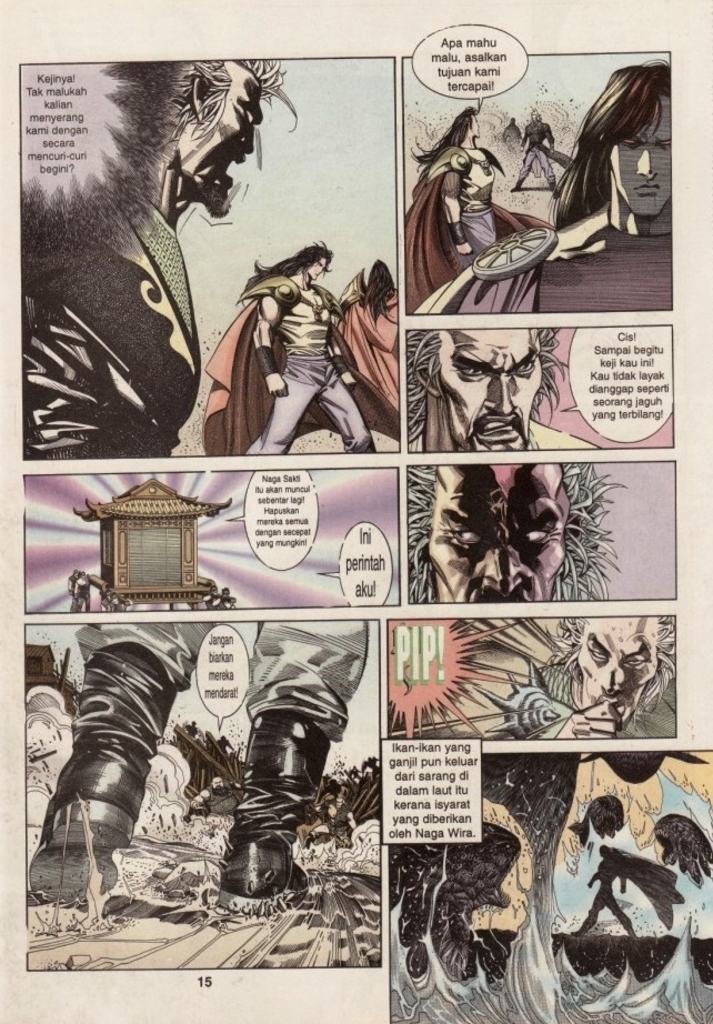 Kejinya!
Tak malukah
kalian
menyerang
kami dengan
secara
mencuri-curi
begini?
Apa mahu
malu, asalkan
tujuan kami
tercapai!
Cis!
Sampai begitu
keji kau ini!
Kau tidak layak
dianggap seperti
seorang jaguh
yang terbilang!
Naga Sakti
itu akan muncul
sebentar lagi!
Hapuskan
mereka semua
dengan secepat
yang mungkin!
Ini
perintah
aku!
Jangan
biarkan
mereka
mendarat!
PIP!
Ikan-ikan yang
ganjil pun keluar
dari sarang di
dalam laut itu
kerana isyarat
yang diberikan
oleh Naga Wira.
15